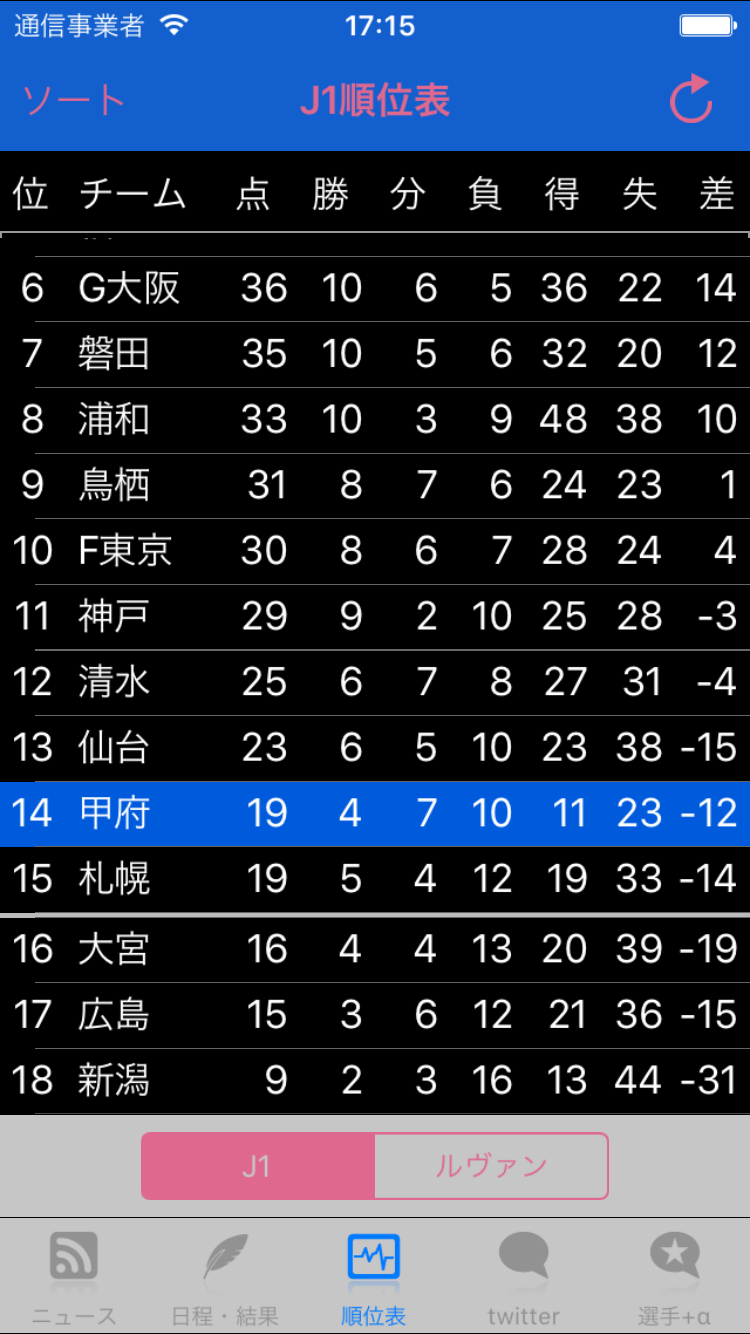 通信事業者 17:15
ソート J1順位表
位 チーム 点 勝 分 負 得 失 差
6 G大阪 36 10 6 5 36 22 14
7 磐田 35 10 5 6 32 20 12
8 浦和 33 10 3 9 48 38 10
9 鳥栖 31 8 7 6 24 23 1
10 F東京 30 8 6 7 28 24 4
11 神戸 29 9 2 10 25 28 -3
12 清水 25 6 7 8 27 31 -4
13 仙台 23 6 5 10 23 38 -15
14 甲府 19 4 7 10 11 23 -12
15 札幌 19 5 4 12 19 33 -14
16 大宮 16 4 4 13 20 39 -19
17 広島 15 3 6 12 21 36 -15
18 新潟 9 2 3 16 13 44 -31
J1 ルヴァン
ニュース 日程・結果 順位表 twitter 選手+α